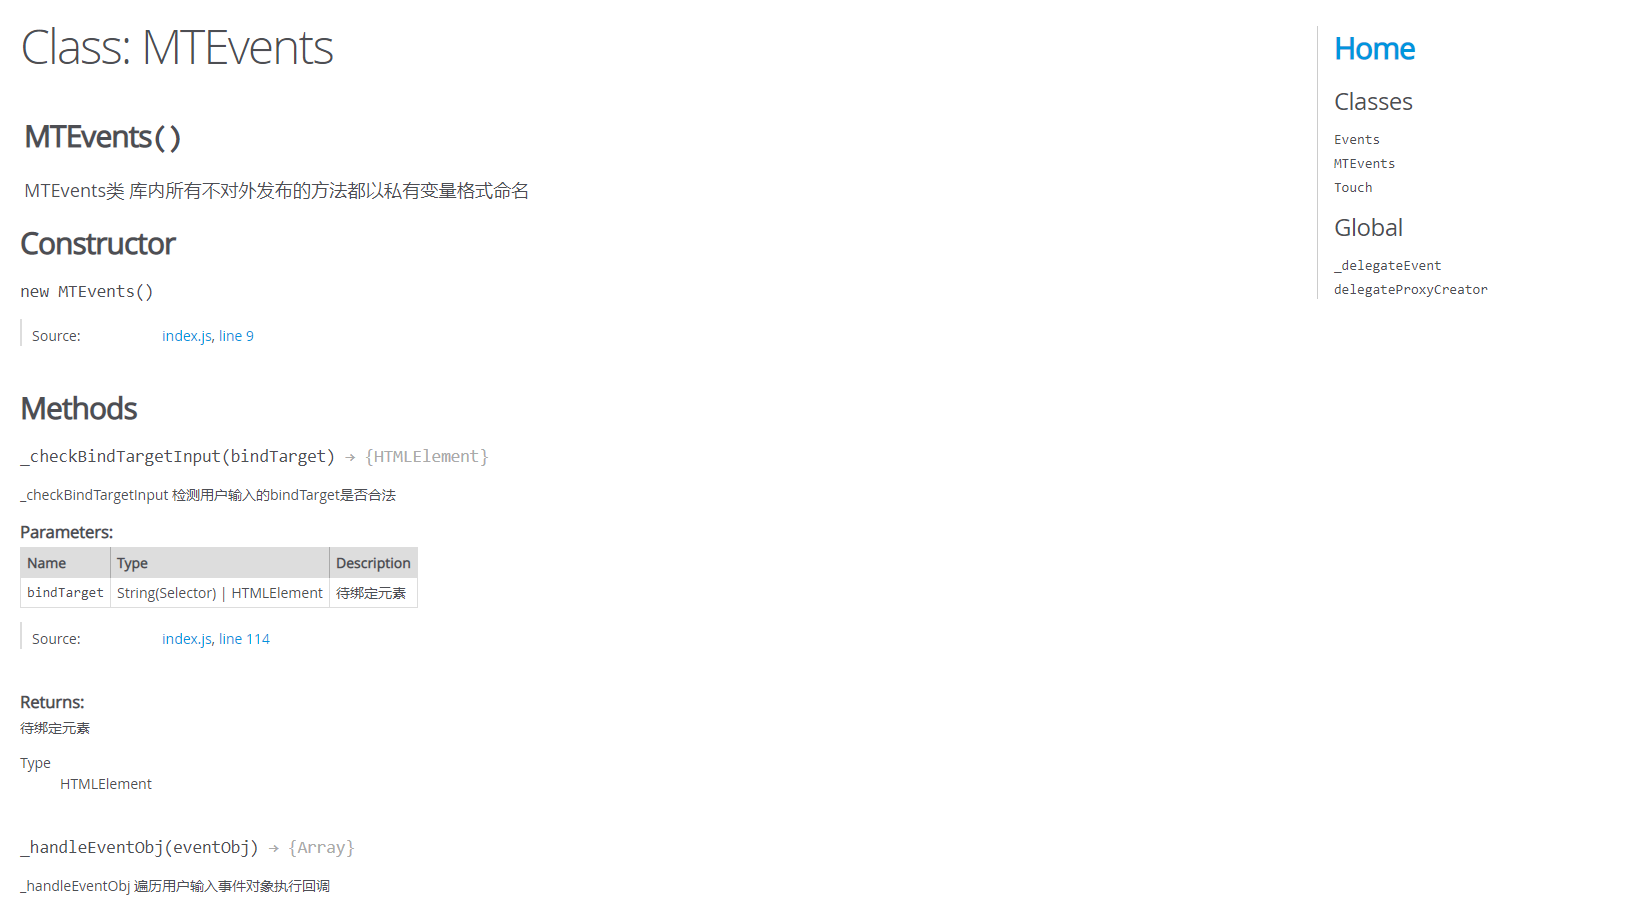 Class: MTEvents
MTEvents()
MTEvents类 库内所有不对外发布的方法都以私有变量格式命名
Constructor
new MTEvents()
Source: index.js, line 9
Methods
_checkBindTargetInput(bindTarget) → {HTMLElement}
_checkBindTargetInput 检测用户输入的bindTarget是否合法
Parameters:
Name Type Description
bindTarget String(Selector) | HTMLElement 待绑定元素
Source: index.js, line 114
Returns:
待绑定元素
Type
HTMLElement
_handleEventObj(eventObj) → {Array}
_handleEventObj 遍历用户输入事件对象执行回调
Home
Classes
Events
MTEvents
Touch
Global
_delegateEvent
delegateProxyCreator